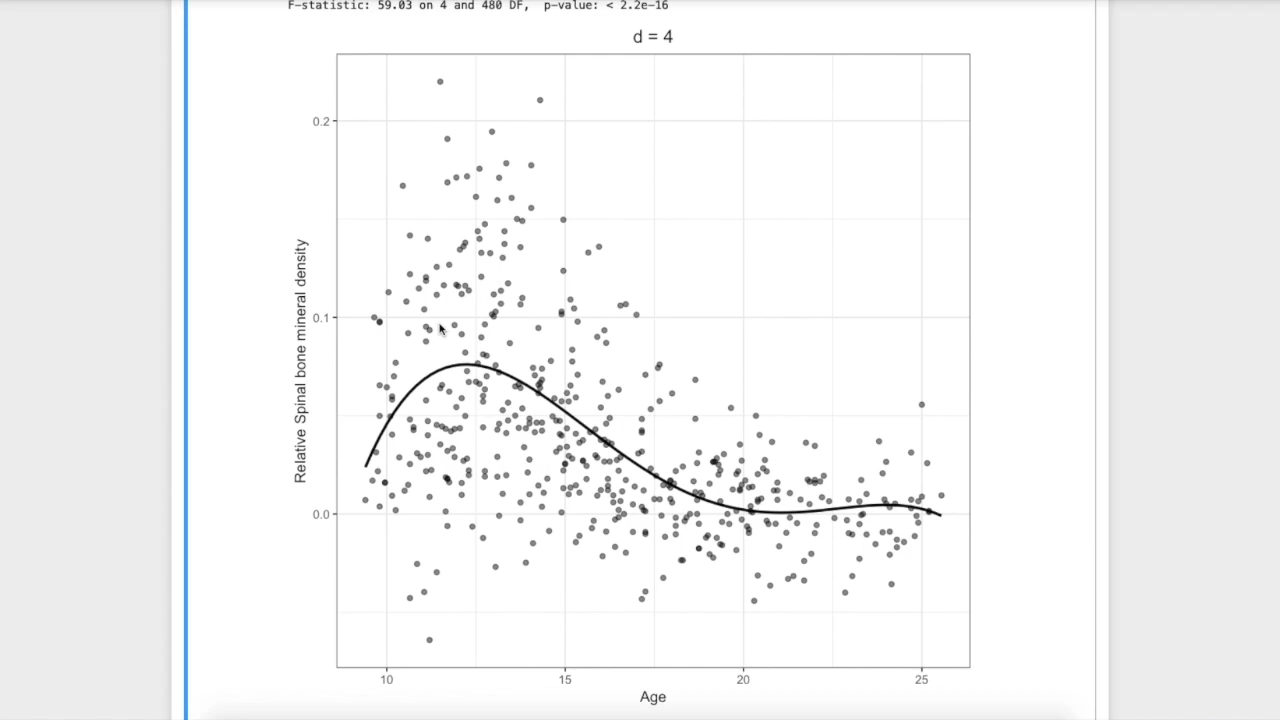 F-statistic: 59.03 on 4 and 480 DF,  p-value: < 2.2e-16
d = 4
0.2
0.1
0.0
Relative Spinal bone mineral density
10 15 20 25
Age